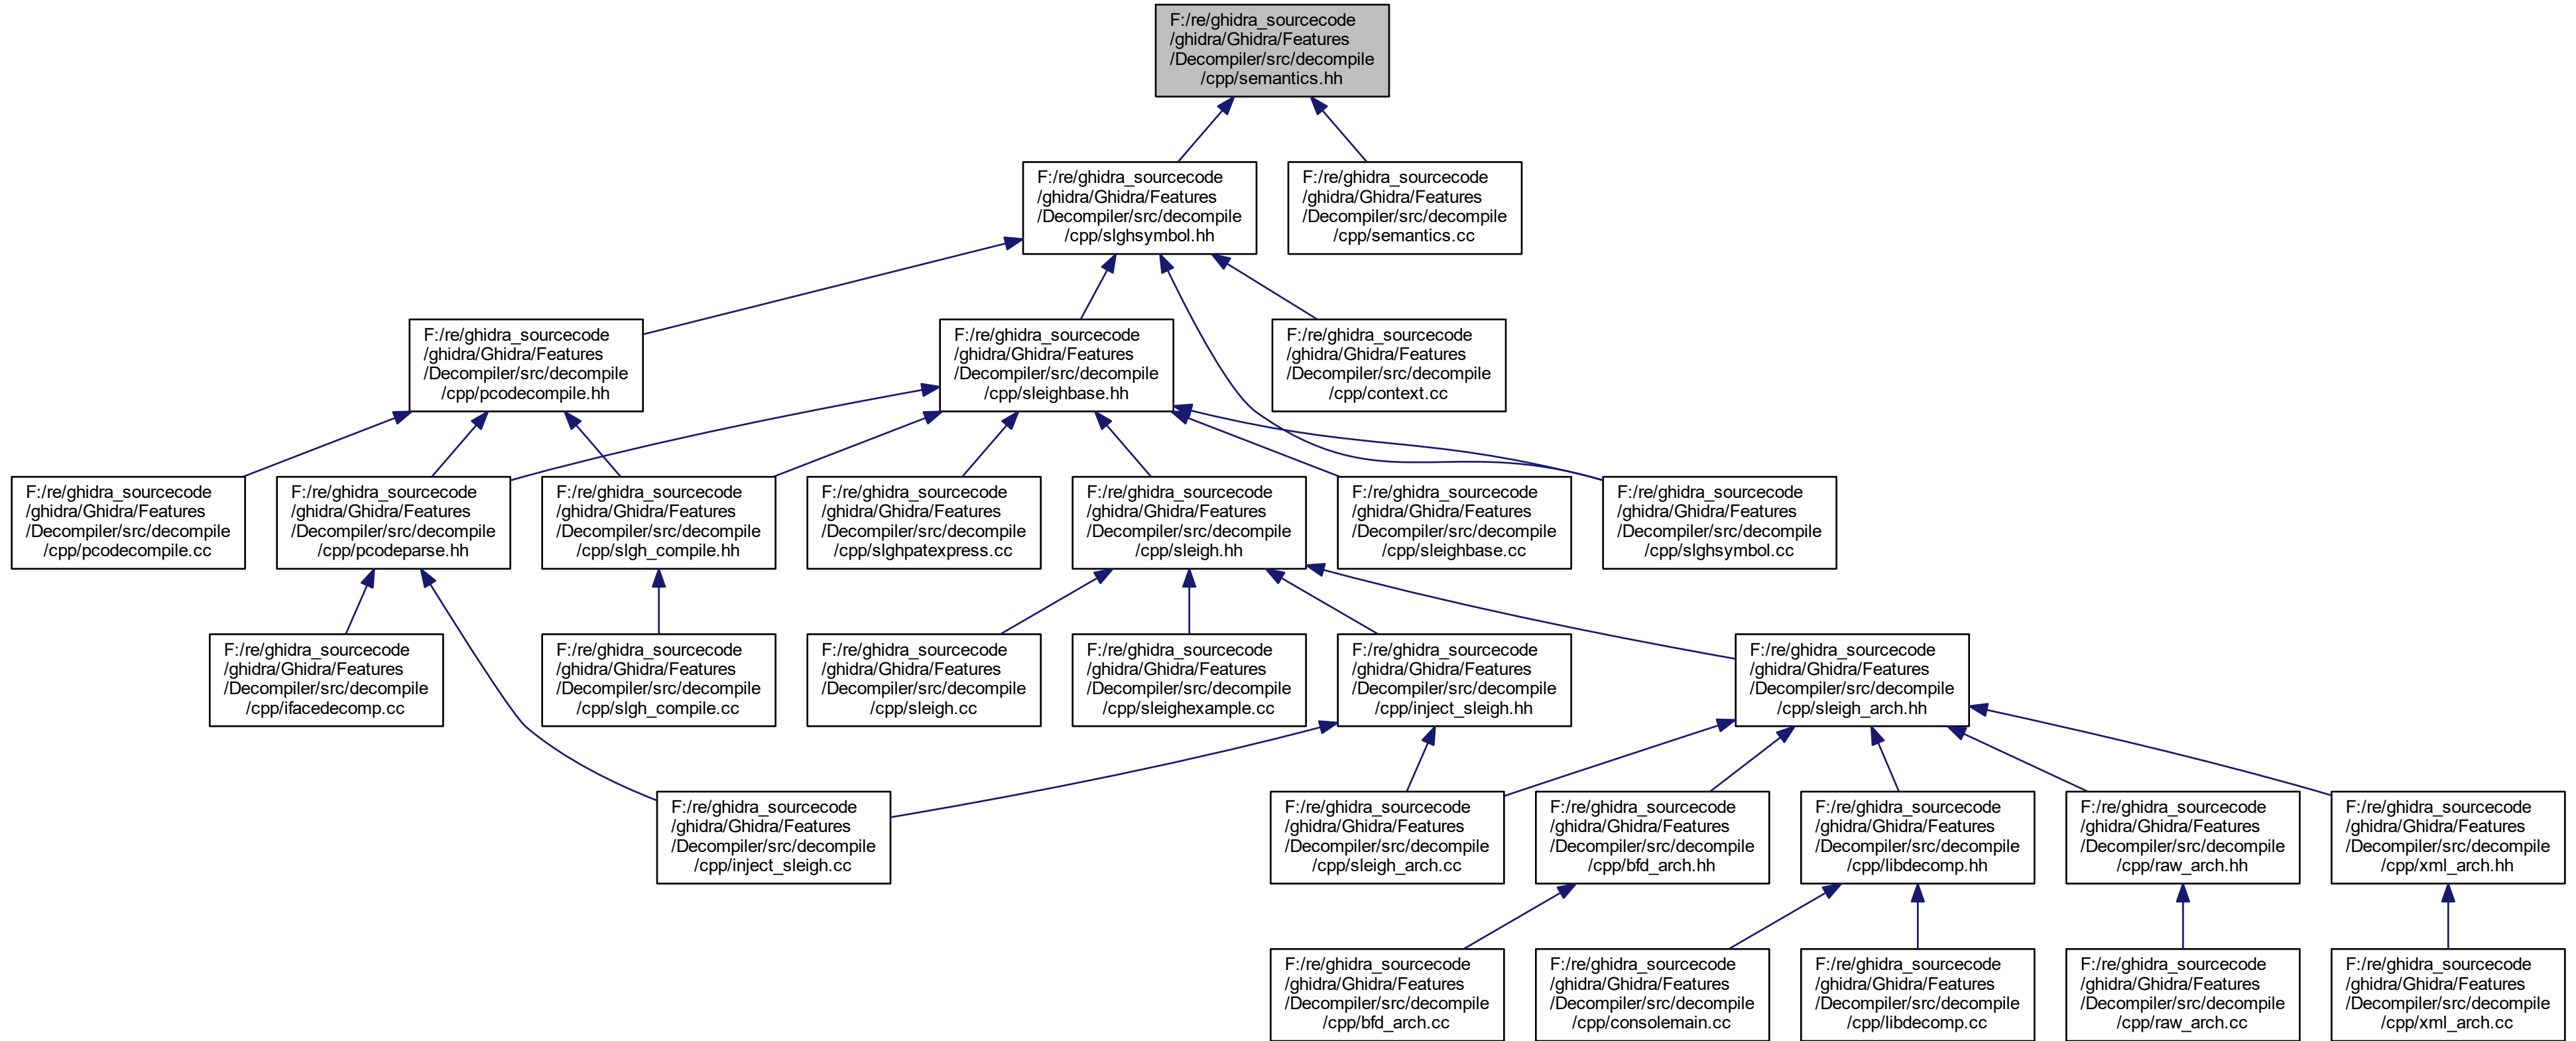 F:/re/ghidra_sourcecode
/ghidra/Ghidra/Features
/Decompiler/src/decompile
/cpp/semantics.hh
F:/re/ghidra_sourcecode
/ghidra/Ghidra/Features
/Decompiler/src/decompile
/cpp/slghsymbol.hh
F:/re/ghidra_sourcecode
/ghidra/Ghidra/Features
/Decompiler/src/decompile
/cpp/semantics.cc
F:/re/ghidra_sourcecode
/ghidra/Ghidra/Features
/Decompiler/src/decompile
/cpp/pcodecompile.hh
F:/re/ghidra_sourcecode
/ghidra/Ghidra/Features
/Decompiler/src/decompile
/cpp/sleighbase.hh
F:/re/ghidra_sourcecode
/ghidra/Ghidra/Features
/Decompiler/src/decompile
/cpp/context.cc
F:/re/ghidra_sourcecode
/ghidra/Ghidra/Features
/Decompiler/src/decompile
/cpp/pcodecompile.cc
F:/re/ghidra_sourcecode
/ghidra/Ghidra/Features
/Decompiler/src/decompile
/cpp/pcodeparse.hh
F:/re/ghidra_sourcecode
/ghidra/Ghidra/Features
/Decompiler/src/decompile
/cpp/slgh_compile.hh
F:/re/ghidra_sourcecode
/ghidra/Ghidra/Features
/Decompiler/src/decompile
/cpp/slghpatexpress.cc
F:/re/ghidra_sourcecode
/ghidra/Ghidra/Features
/Decompiler/src/decompile
/cpp/sleigh.hh
F:/re/ghidra_sourcecode
/ghidra/Ghidra/Features
/Decompiler/src/decompile
/cpp/sleighbase.cc
F:/re/ghidra_sourcecode
/ghidra/Ghidra/Features
/Decompiler/src/decompile
/cpp/slghsymbol.cc
F:/re/ghidra_sourcecode
/ghidra/Ghidra/Features
/Decompiler/src/decompile
/cpp/ifacedecomp.cc
F:/re/ghidra_sourcecode
/ghidra/Ghidra/Features
/Decompiler/src/decompile
/cpp/slgh_compile.cc
F:/re/ghidra_sourcecode
/ghidra/Ghidra/Features
/Decompiler/src/decompile
/cpp/sleigh.cc
F:/re/ghidra_sourcecode
/ghidra/Ghidra/Features
/Decompiler/src/decompile
/cpp/sleighexample.cc
F:/re/ghidra_sourcecode
/ghidra/Ghidra/Features
/Decompiler/src/decompile
/cpp/inject_sleigh.hh
F:/re/ghidra_sourcecode
/ghidra/Ghidra/Features
/Decompiler/src/decompile
/cpp/sleigh_arch.hh
F:/re/ghidra_sourcecode
/ghidra/Ghidra/Features
/Decompiler/src/decompile
/cpp/inject_sleigh.cc
F:/re/ghidra_sourcecode
/ghidra/Ghidra/Features
/Decompiler/src/decompile
/cpp/sleigh_arch.cc
F:/re/ghidra_sourcecode
/ghidra/Ghidra/Features
/Decompiler/src/decompile
/cpp/bfd_arch.hh
F:/re/ghidra_sourcecode
/ghidra/Ghidra/Features
/Decompiler/src/decompile
/cpp/libdecomp.hh
F:/re/ghidra_sourcecode
/ghidra/Ghidra/Features
/Decompiler/src/decompile
/cpp/raw_arch.hh
F:/re/ghidra_sourcecode
/ghidra/Ghidra/Features
/Decompiler/src/decompile
/cpp/xml_arch.hh
F:/re/ghidra_sourcecode
/ghidra/Ghidra/Features
/Decompiler/src/decompile
/cpp/bfd_arch.cc
F:/re/ghidra_sourcecode
/ghidra/Ghidra/Features
/Decompiler/src/decompile
/cpp/consolemain.cc
F:/re/ghidra_sourcecode
/ghidra/Ghidra/Features
/Decompiler/src/decompile
/cpp/libdecomp.cc
F:/re/ghidra_sourcecode
/ghidra/Ghidra/Features
/Decompiler/src/decompile
/cpp/raw_arch.cc
F:/re/ghidra_sourcecode
/ghidra/Ghidra/Features
/Decompiler/src/decompile
/cpp/xml_arch.cc